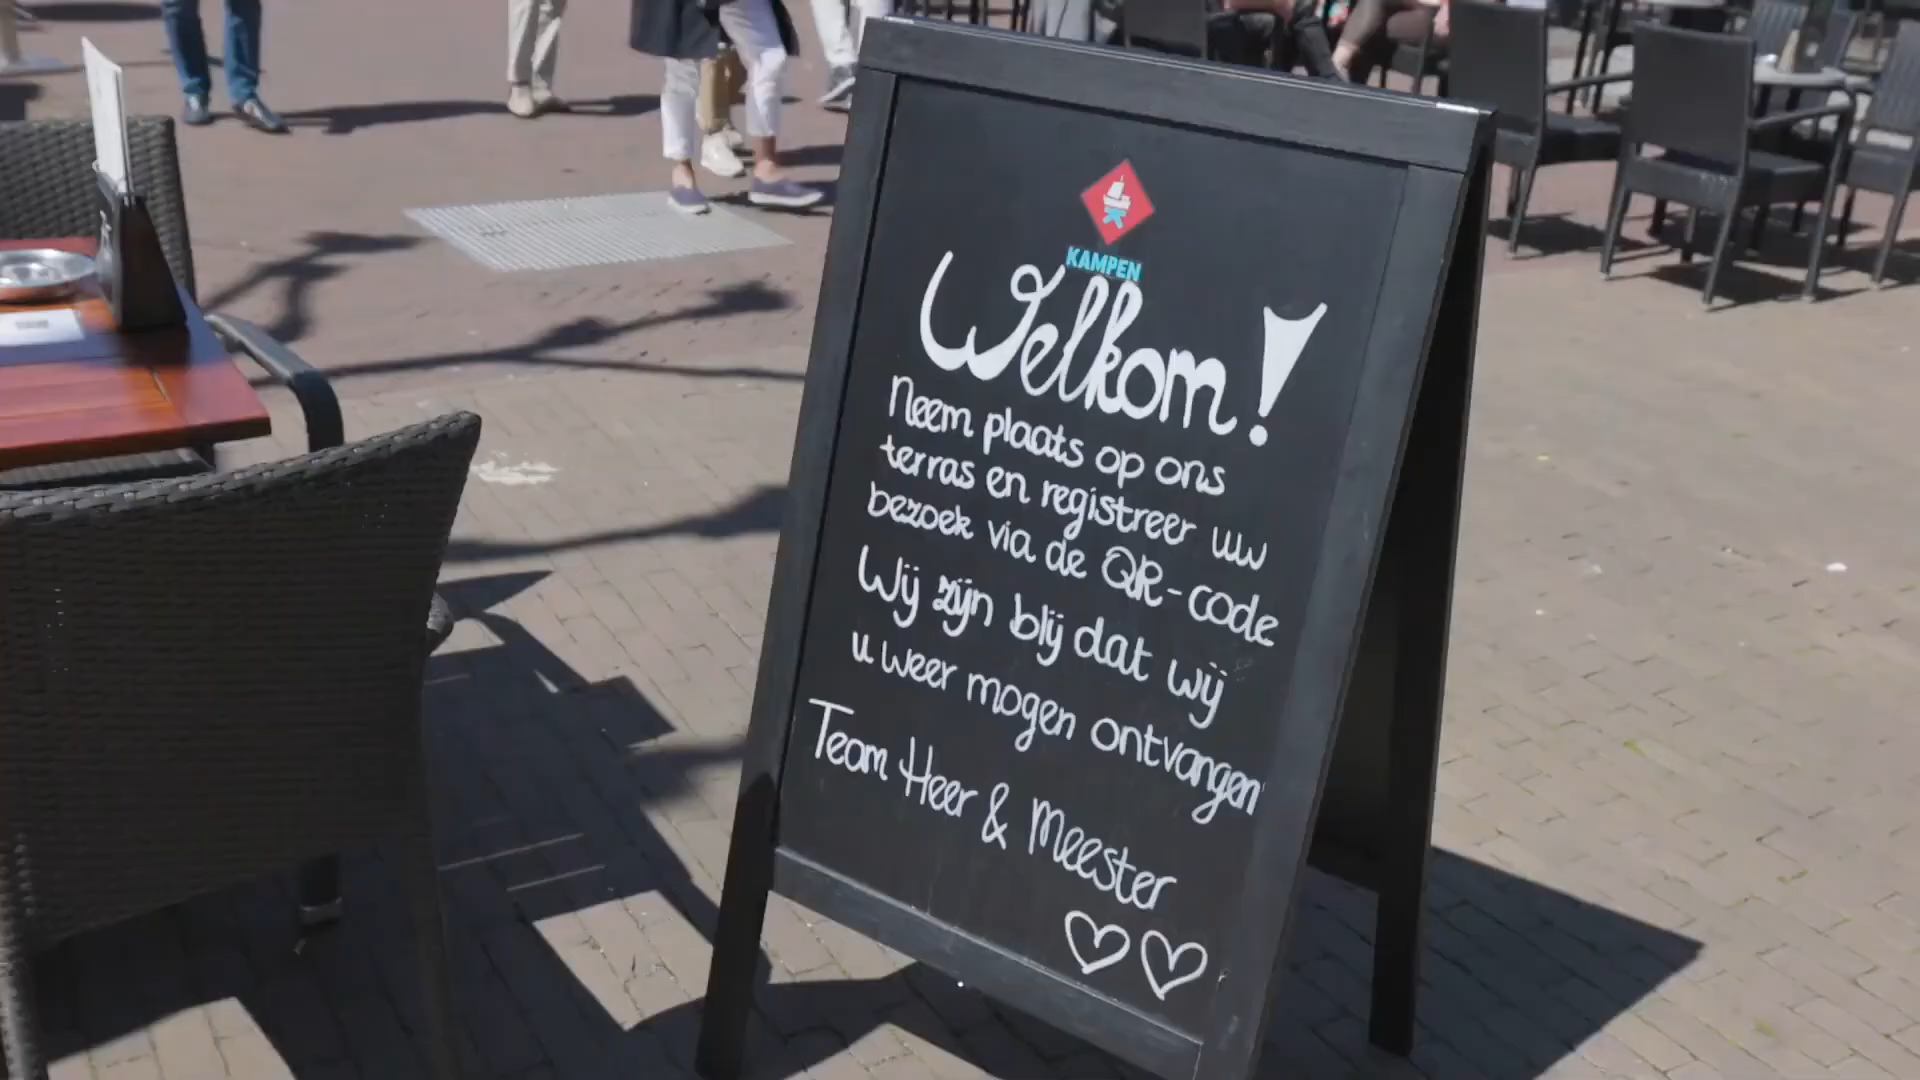 KAMPEN
Welkom!
Neem plaats op ons
terras en registreer uw
bezoek via de QR-code
Wij zijn blij dat wij
u weer mogen ontvangen
Team Heer & Meester